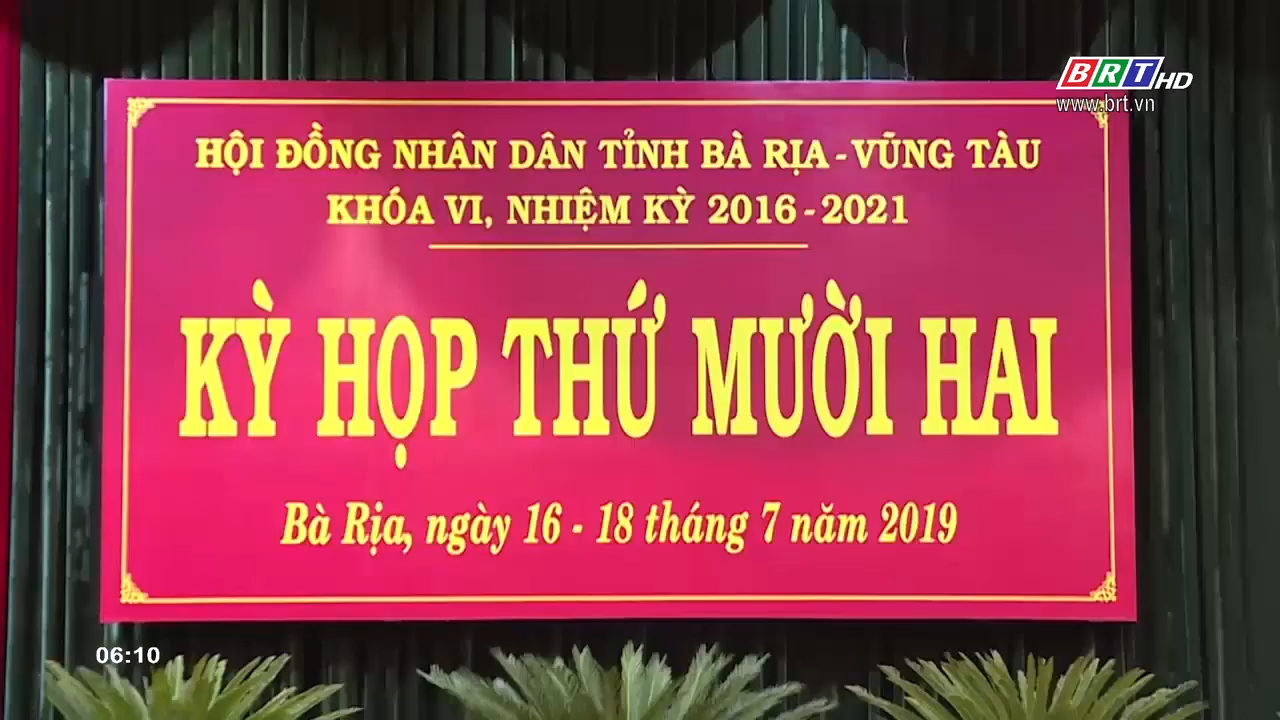 BRT HD
www.brt.vn
HỘI ĐỒNG NHÂN DÂN TỈNH BÀ RỊA - VŨNG TÀU
KHÓA VI, NHIỆM KỲ 2016 - 2021
KỲ HỌP THỨ MƯỜI HAI
Bà Rịa, ngày 16 - 18 tháng 7 năm 2019
06:10